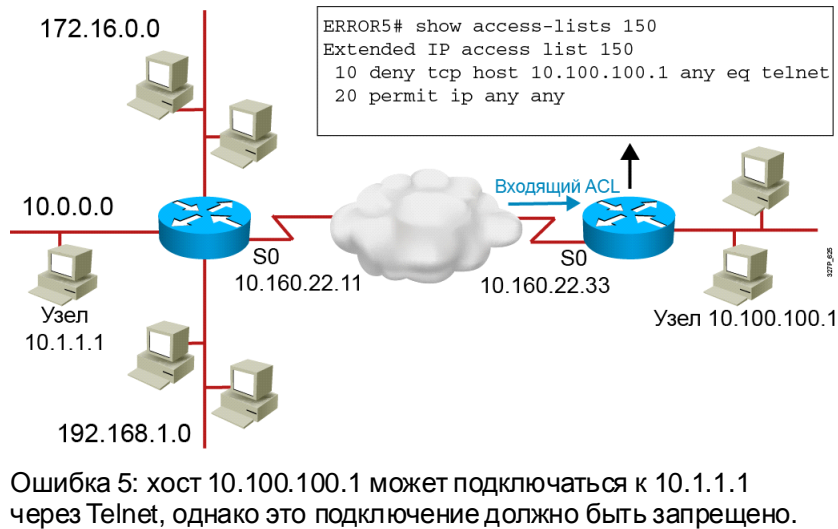 172.16.0.0
ERROR5# show access-lists 150
Extended IP access list 150
10 deny tcp host 10.100.100.1 any eq telnet
20 permit ip any any
Входящий ACL
10.0.0.0
S0
10.160.22.11
S0
10.160.22.33
Узел
10.1.1.1
Узел 10.100.100.1
327P_625
192.168.1.0
Ошибка 5: хост 10.100.100.1 может подключаться к 10.1.1.1
через Telnet, однако это подключение должно быть запрещено.